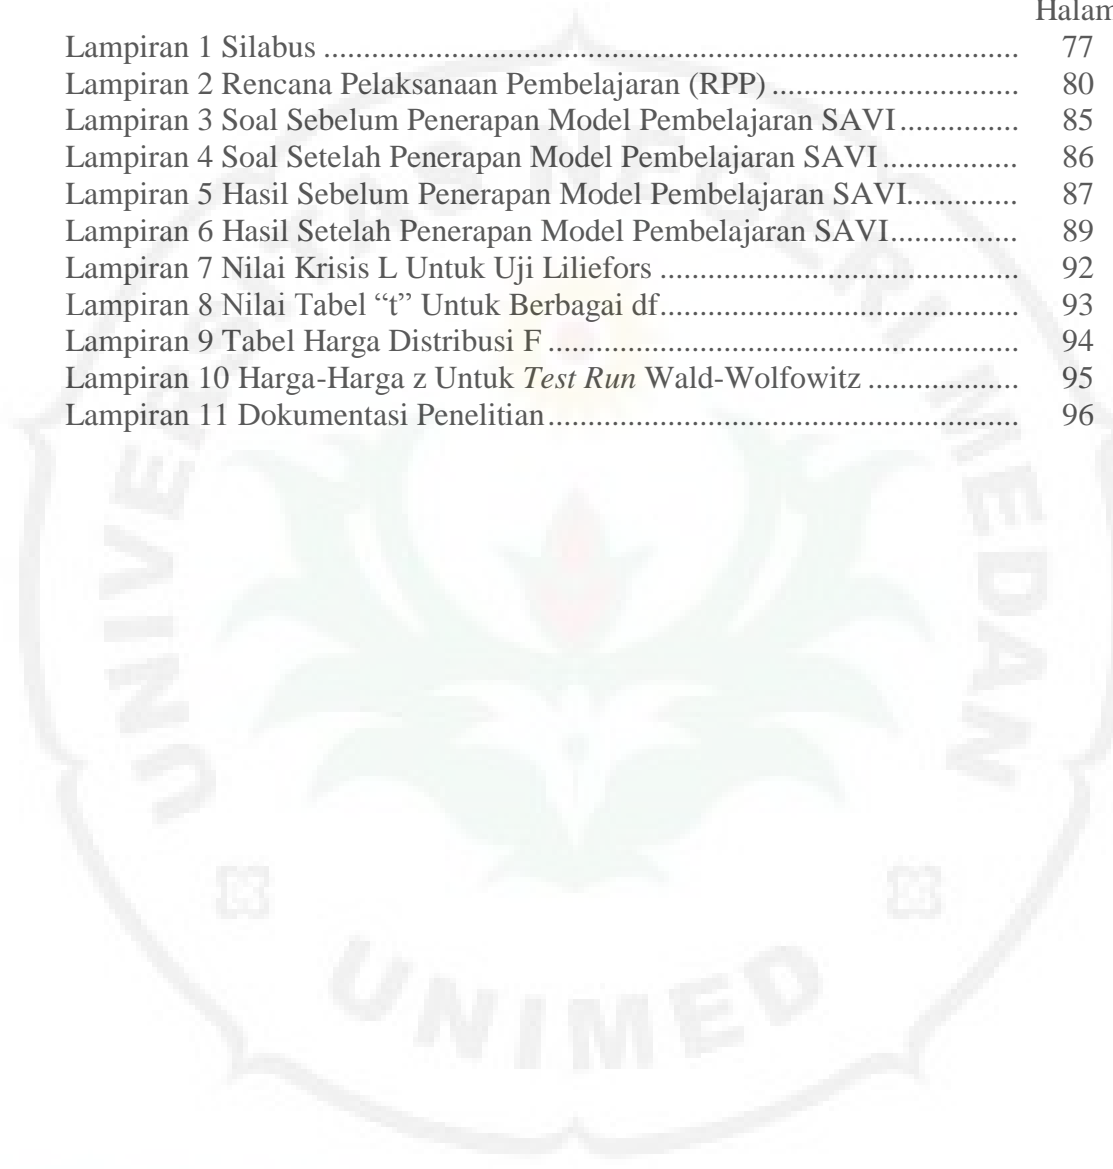 Halam
Lampiran 1 Silabus ........................................................................................ 77
Lampiran 2 Rencana Pelaksanaan Pembelajaran (RPP) ............................... 80
Lampiran 3 Soal Sebelum Penerapan Model Pembelajaran SAVI ............... 85
Lampiran 4 Soal Setelah Penerapan Model Pembelajaran SAVI ................. 86
Lampiran 5 Hasil Sebelum Penerapan Model Pembelajaran SAVI.............. 87
Lampiran 6 Hasil Setelah Penerapan Model Pembelajaran SAVI................ 89
Lampiran 7 Nilai Krisis L Untuk Uji Liliefors ............................................. 92
Lampiran 8 Nilai Tabel “t” Untuk Berbagai df............................................. 93
Lampiran 9 Tabel Harga Distribusi F ........................................................... 94
Lampiran 10 Harga-Harga z Untuk Test Run Wald-Wolfowitz ................... 95
Lampiran 11 Dokumentasi Penelitian ........................................................... 96
UNIVERSITAS NEGERI MEDAN
UNIMED